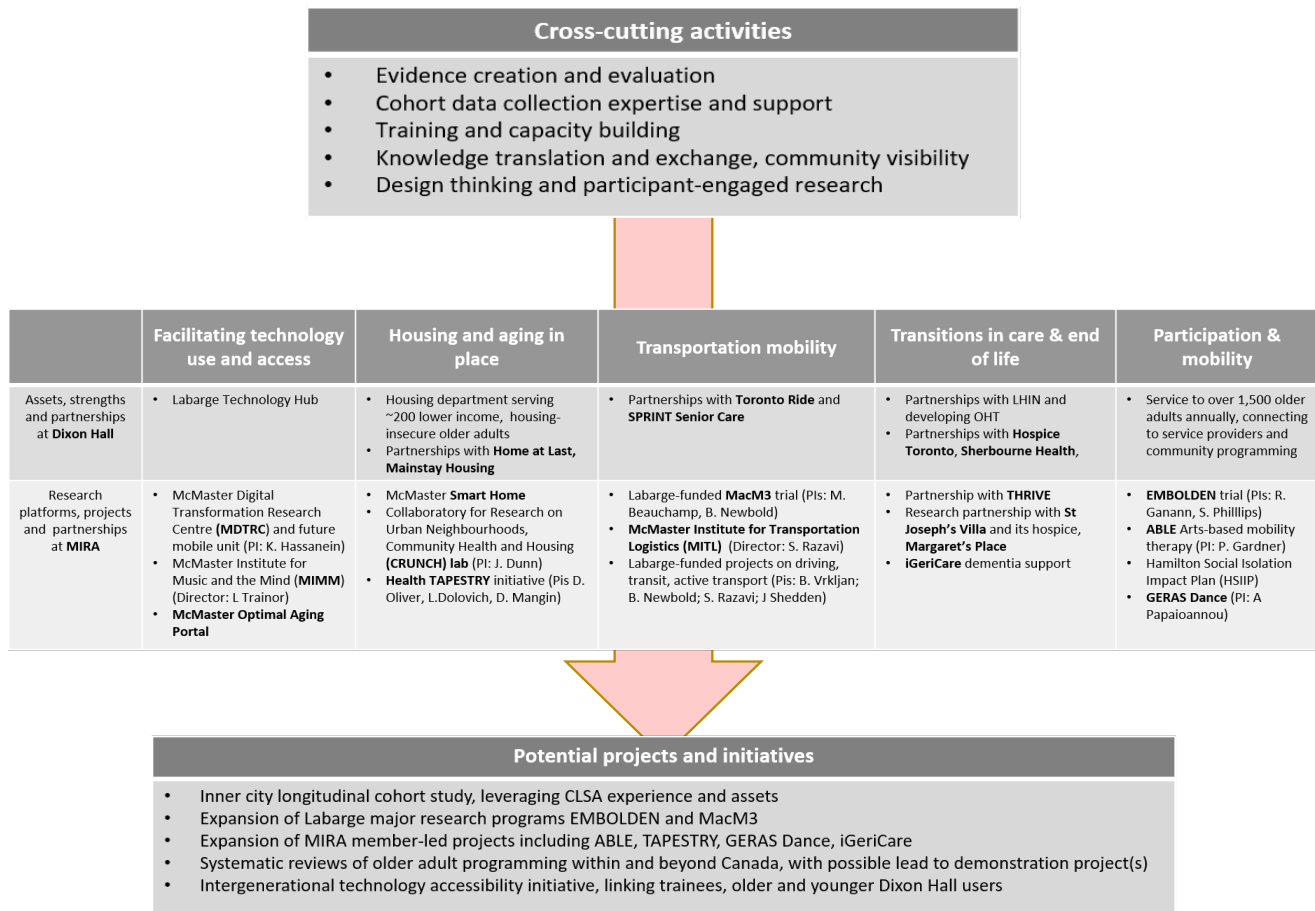 Cross-cutting activities
• Evidence creation and evaluation
• Cohort data collection expertise and support
• Training and capacity building
• Knowledge translation and exchange, community visibility
• Design thinking and participant-engaged research
Facilitating technology
use and access
Housing and aging in
place
Transportation mobility
Transitions in care & end
of life
Participation &
mobility
Assets, strengths
and partnerships
at Dixon Hall
• Labarge Technology Hub
• Housing department serving
~200 lower income, housing-
insecure older adults
• Partnerships with Home at Last,
Mainstay Housing
• Partnerships with Toronto Ride and
SPRINT Senior Care
• Partnerships with LHIN and
developing OHT
• Partnerships with Hospice
Toronto, Sherbourne Health,
• Service to over 1,500 older
adults annually, connecting
to service providers and
community programming
Research
platforms, projects
and partnerships
at MIRA
• McMaster Digital
Transformation Research
Centre (MDTRC) and future
mobile unit (PI: K. Hassanein)
• McMaster Institute for
Music and the Mind (MIMM)
(Director: L Trainor)
• McMaster Optimal Aging
Portal
• McMaster Smart Home
• Collaboratory for Research on
Urban Neighbourhoods,
Community Health and Housing
(CRUNCH) lab (PI: J. Dunn)
• Health TAPESTRY initiative (Pis D.
Oliver, L.Dolovich, D. Mangin)
• Labarge-funded MacM3 trial (PIs: M.
Beauchamp, B. Newbold)
• McMaster Institute for Transportation
Logistics (MITL) (Director: S. Razavi)
• Labarge-funded projects on driving,
transit, active transport (Pis: B. Vrkljan;
B. Newbold; S. Razavi; J Shedden)
• Partnership with THRIVE
• Research partnership with St
Joseph's Villa and its hospice,
Margaret's Place
• iGeriCare dementia support
• EMBOLDEN trial (PIs: R.
Ganann, S. Philllips)
• ABLE Arts-based mobility
therapy (PI: P. Gardner)
• Hamilton Social Isolation
Impact Plan (HSIIP)
• GERAS Dance (PI: A
Papaioannou)
Potential projects and initiatives
• Inner city longitudinal cohort study, leveraging CLSA experience and assets
• Expansion of Labarge major research programs EMBOLDEN and MacM3
• Expansion of MIRA member-led projects including ABLE, TAPESTRY, GERAS Dance, iGeriCare
• Systematic reviews of older adult programming within and beyond Canada, with possible lead to demonstration project(s)
• Intergenerational technology accessibility initiative, linking trainees, older and younger Dixon Hall users